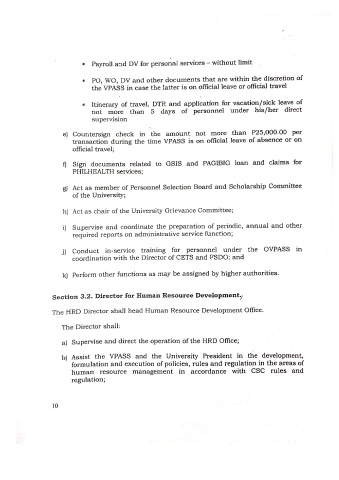 • Payroll and DV for personal services – without limit
• PO, WO, DV and other documents that are within the discretion of
the VPASS in case the latter is on official leave or official travel
• Itinerary of travel, DTR and application for vacation/sick leave of
not more than 5 days of personnel under his/her direct
supervision
e) Countersign check in the amount not more than P25,000.00 per
transaction during the time VPASS is on official leave of absence or on
official travel;
f) Sign documents related to GSIS and PAGIBIG loan and claims for
PHILHEALTH services;
g) Act as member of Personnel Selection Board and Scholarship Committee
of the University;
h) Act as chair of the University Grievance Committee;
i) Supervise and coordinate the preparation of periodic, annual and other
required reports on administrative service function;
j) Conduct in-service training for personnel under the OVPASS in
coordination with the Director of CETS and PSDO; and
k) Perform other functions as may be assigned by higher authorities.
Section 3.2. Director for Human Resource Development.
The HRD Director shall head Human Resource Development Office.
The Director shall:
a) Supervise and direct the operation of the HRD Office;
b) Assist the VPASS and the University President in the development,
formulation and execution of policies, rules and regulation in the areas of
human resource management in accordance with CSC rules and
regulation;
10